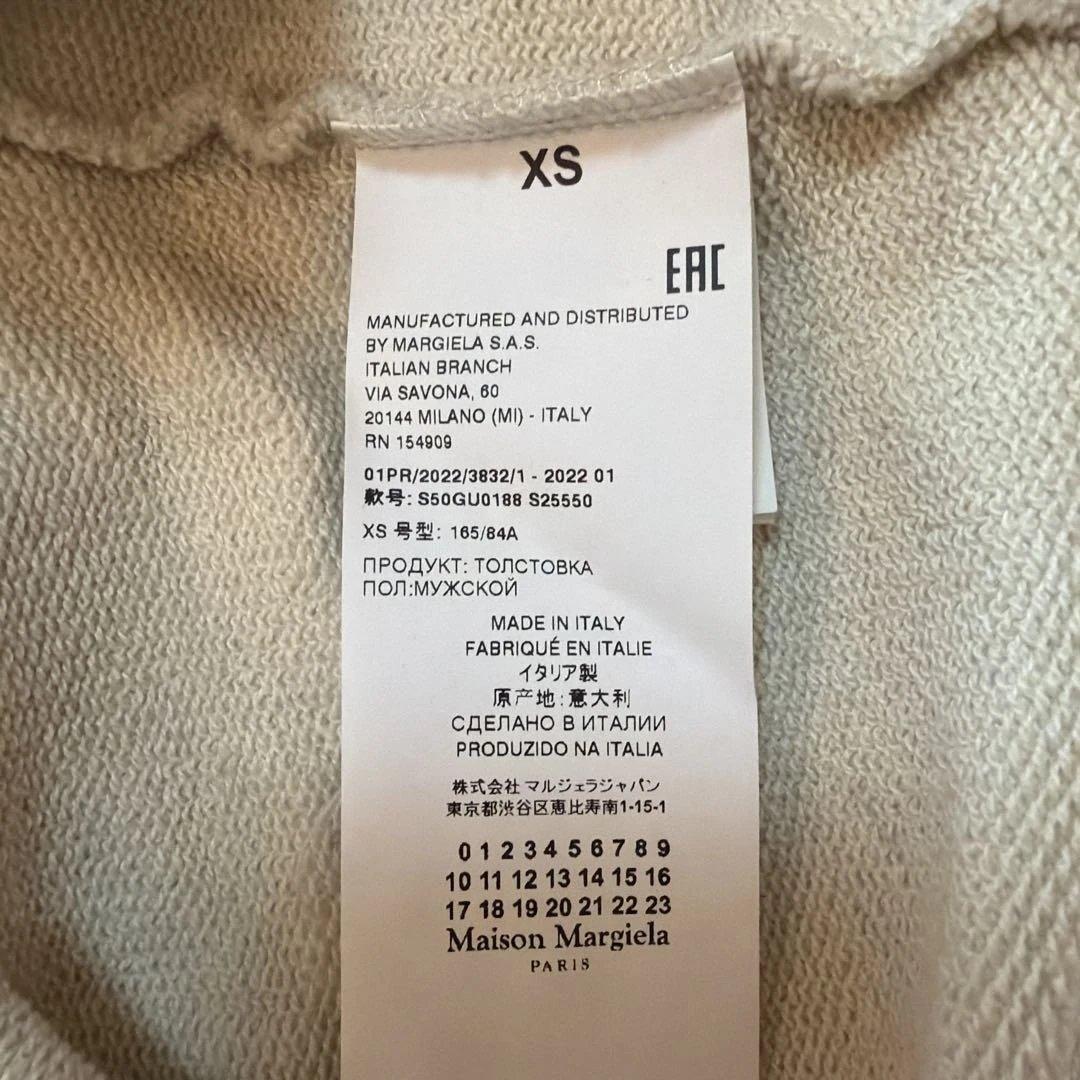 XS
EAC
MANUFACTURED AND DISTRIBUTED
BY MARGIELA S.A.S.
ITALIAN BRANCH
VIA SAVONA, 60
20144 MILANO (MI) - ITALY
RN 154909
01PR/2022/3832/1 - 2022 01
款号: S50GU0188 S25550
XS 号型: 165/84A
ПРОДУКТ: ТОЛСТОВКА
ПОЛ:МУЖСКОЙ
MADE IN ITALY
FABRIQUÉ EN ITALIE
イタリア製
原产地:意大利
СДЕЛАНО В ИТАЛИИ
PRODUZIDO NA ITALIA
株式会社 マルジェラジャパン
東京都渋谷区恵比寿南1-15-1
0 1 2 3 4 5 6 7 8 9
10 11 12 13 14 15 16
17 18 19 20 21 22 23
Maison Margiela
PARIS